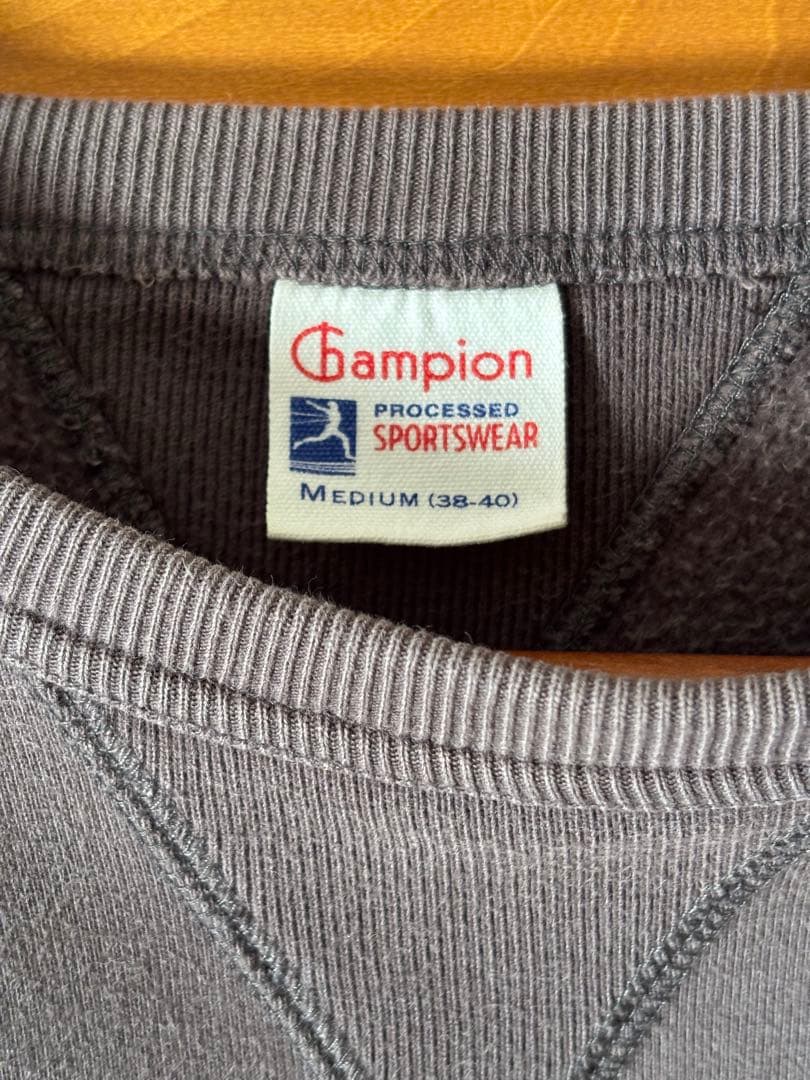 Champion
PROCESSED
SPORTSWEAR
MEDIUM (38-40)